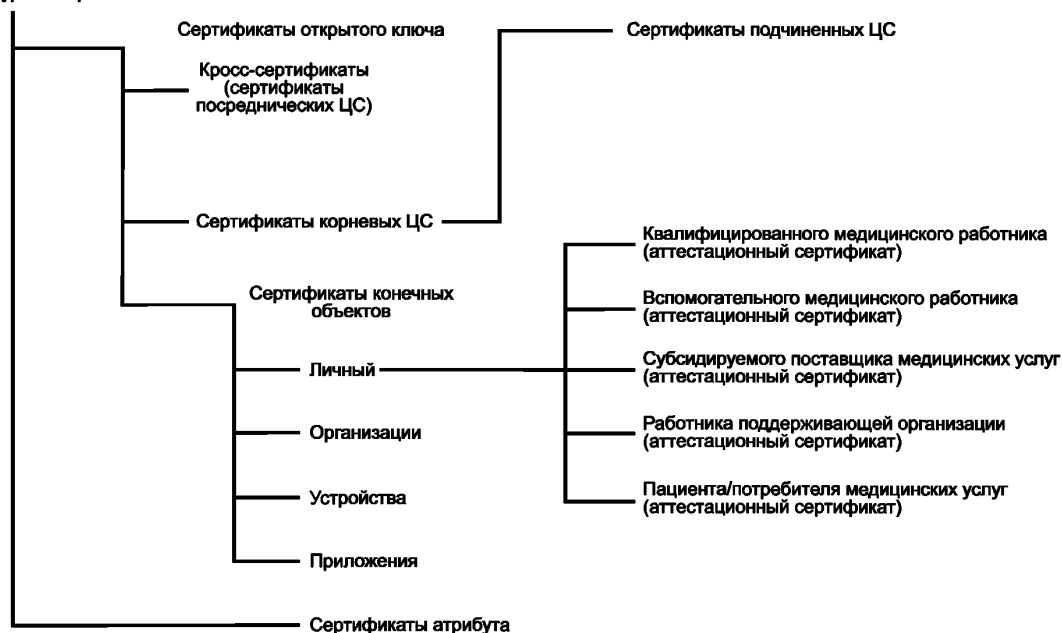 Сертификаты открытого ключа
Сертификаты подчиненных ЦС
Кросс-сертификаты
(сертификаты
посреднических ЦС)
Сертификаты корневых ЦС
Квалифицированного медицинского работника
(аттестационный сертификат)
Сертификаты конечных
объектов
Вспомогательного медицинского работника
(аттестационный сертификат)
Личный
Субсидируемого поставщика медицинских услуг
(аттестационный сертификат)
Организации
Работника поддерживающей организации
(аттестационный сертификат)
Устройства
Пациента/потребителя медицинских услуг
(аттестационный сертификат)
Приложения
Сертификаты атрибута